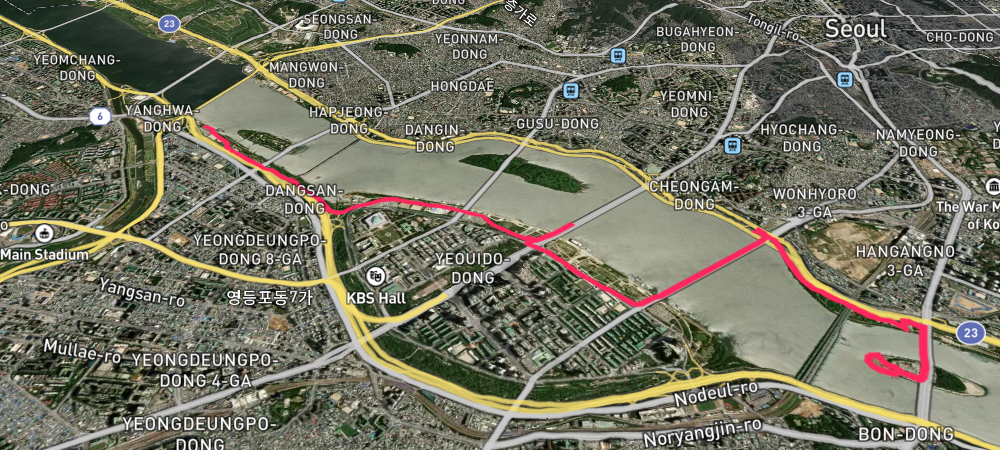 23
SEONGSAN-
DONG
증가로
YEONNAM-
DONG
BUGAHYEON-
DONG
Tongil-ro
Seoul
CHO-DONG
YEOMCHANG-
DONG
MANGWON-
DONG
HONGDAE
YEOMNI
DONG
6
YANGHWA-
DONG
HAPJEONG-
DONG
DANGIN-
DONG
GUSU-DONG
HYOCHANG-
DONG
NAMYEONG-
DONG
K-DONG
DANGSAN-
DONG
CHEONGAM-
DONG
WONHYORO
3-GA
The War M
of Ko
Main Stadium
YEONGDEUNGPO-
DONG 8-GA
YEOUIDO-
DONG
HANGANGNO
3-GA
KBS Hall
Yangsan-ro
영등포동7가
23
Mullae-ro
YEONGDEUNGPO-
DONG 4-GA
Nodeul-ro
YEONGDEUNGPO-
DONG
Noryangjin-ro
BON-DONG